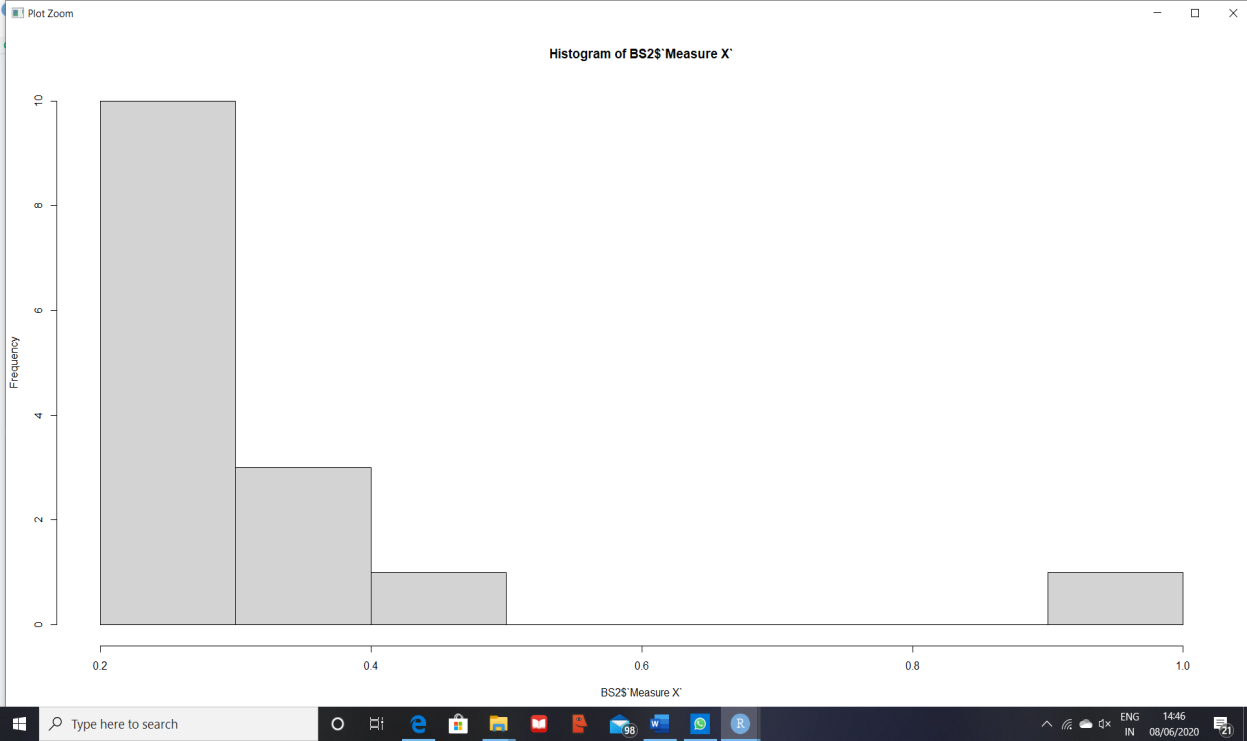 Plot Zoom
Histogram of BS2$`Measure X`
Frequency
10
8
6
4
2
0
0.2 0.4 0.6 0.8 1.0
BS2$`Measure X`
Type here to search
98
W
R
ENG
IN
14:46
08/06/2020
21